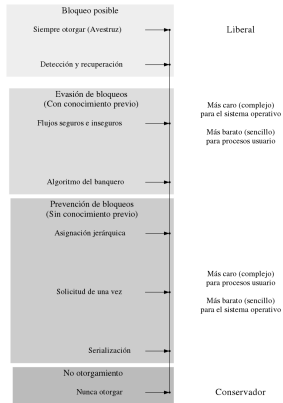 Bloqueo posible
Siempre otorgar (Avestruz)
Liberal
Detección y recuperación
Evasión de bloqueos
(Con conocimiento previo)
Flujos seguros e inseguros
Más caro (complejo)
para el sistema operativo
Más barato (sencillo)
para procesos usuario
Algoritmo del banquero
Prevención de bloqueos
(Sin conocimiento previo)
Asignación jerárquica
Solicitud de una vez
Más caro (complejo)
para procesos usuario
Más barato (sencillo)
para el sistema operativo
Serialización
No otorgamiento
Nunca otorgar
Conservador